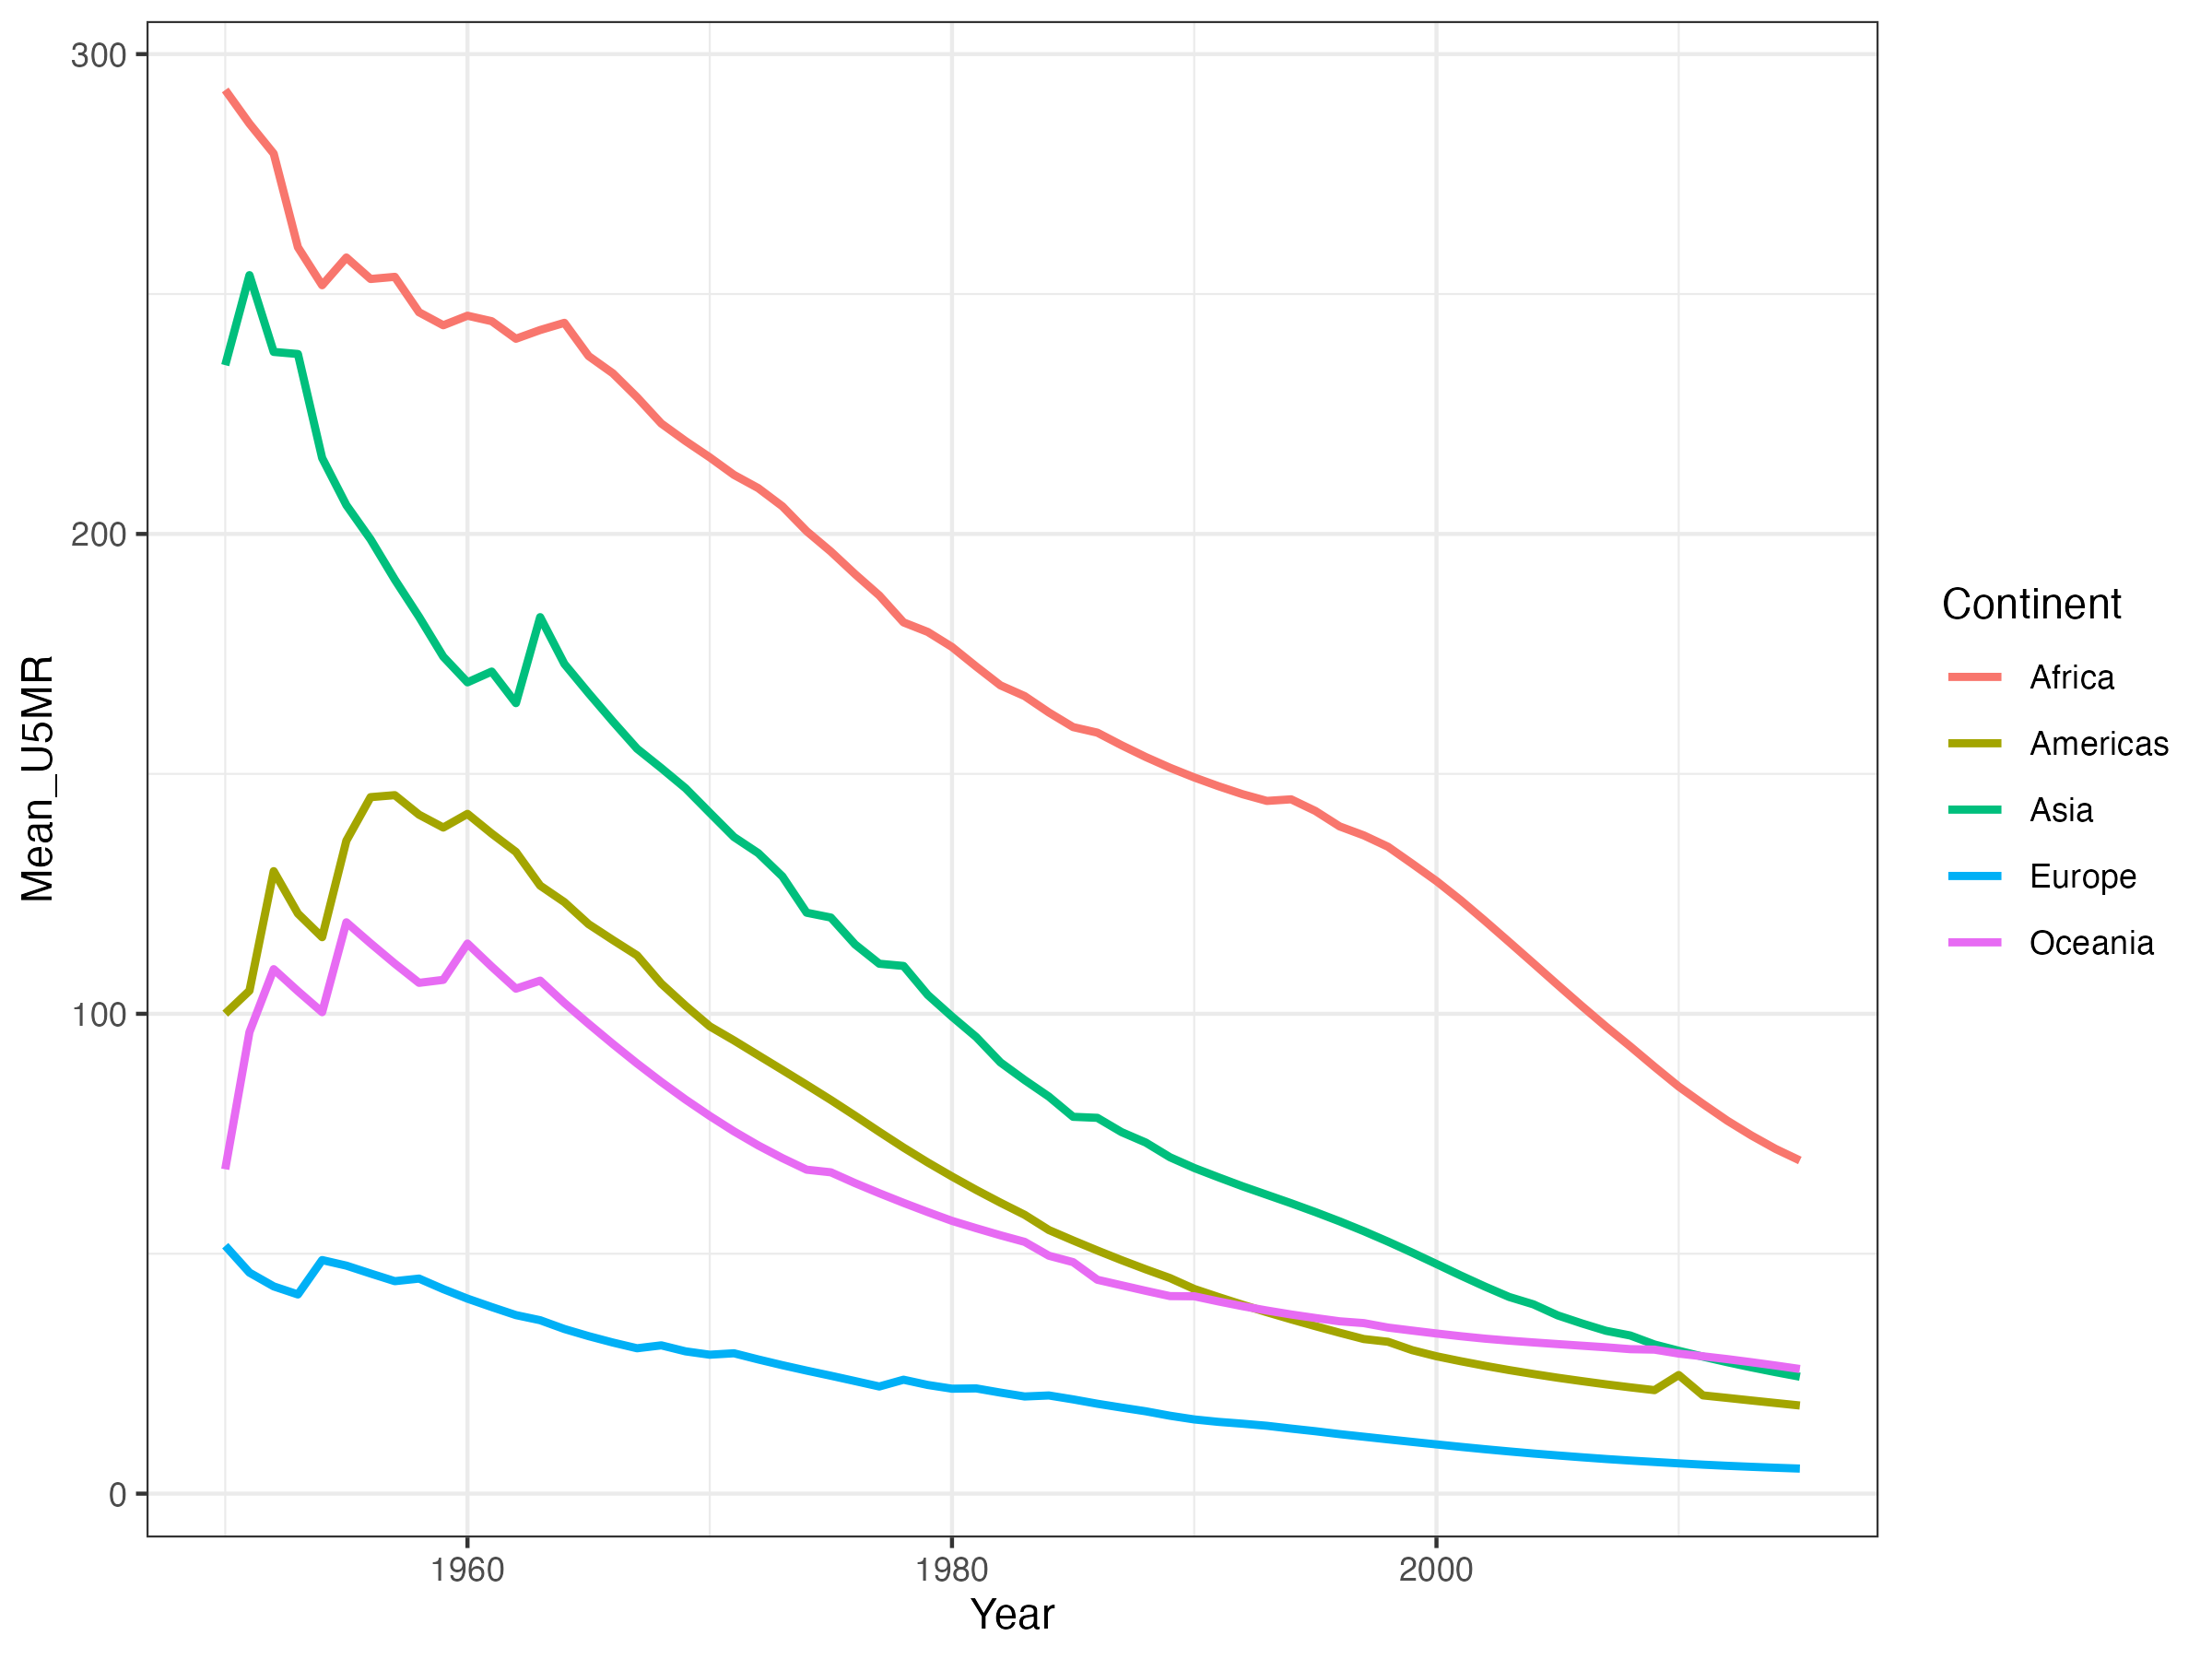 300
200
100
0
Mean_U5MR
1960
1980
2000
Year
Continent
Africa
Americas
Asia
Europe
Oceania